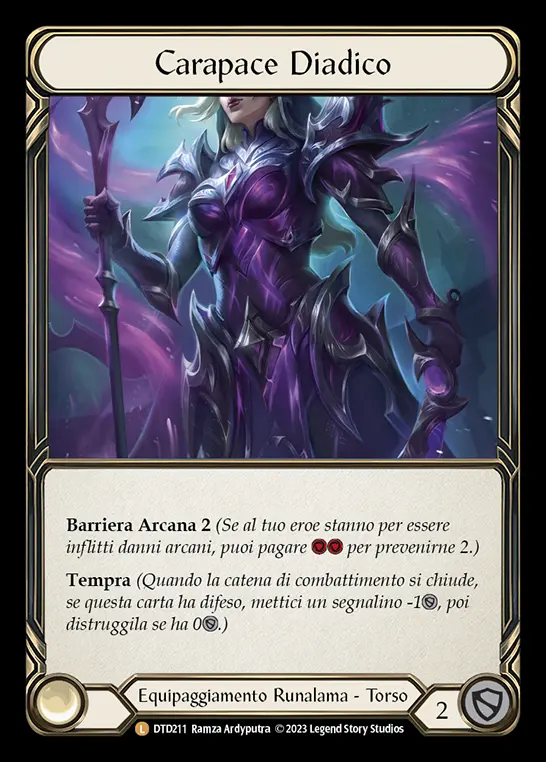 Carapace Diadico
Barriera Arcana 2 (Se al tuo eroe stanno per essere
inflitti danni arcani, puoi pagare per prevenirne 2.)
Tempra (Quando la catena di combattimento si chiude,
se questa carta ha difeso, mettici un segnalino -1, poi
distruggila se ha 0.)
Equipaggiamento Runalama - Torso
2
L DTD211 Ramza Ardyputra © 2023 Legend Story Studios